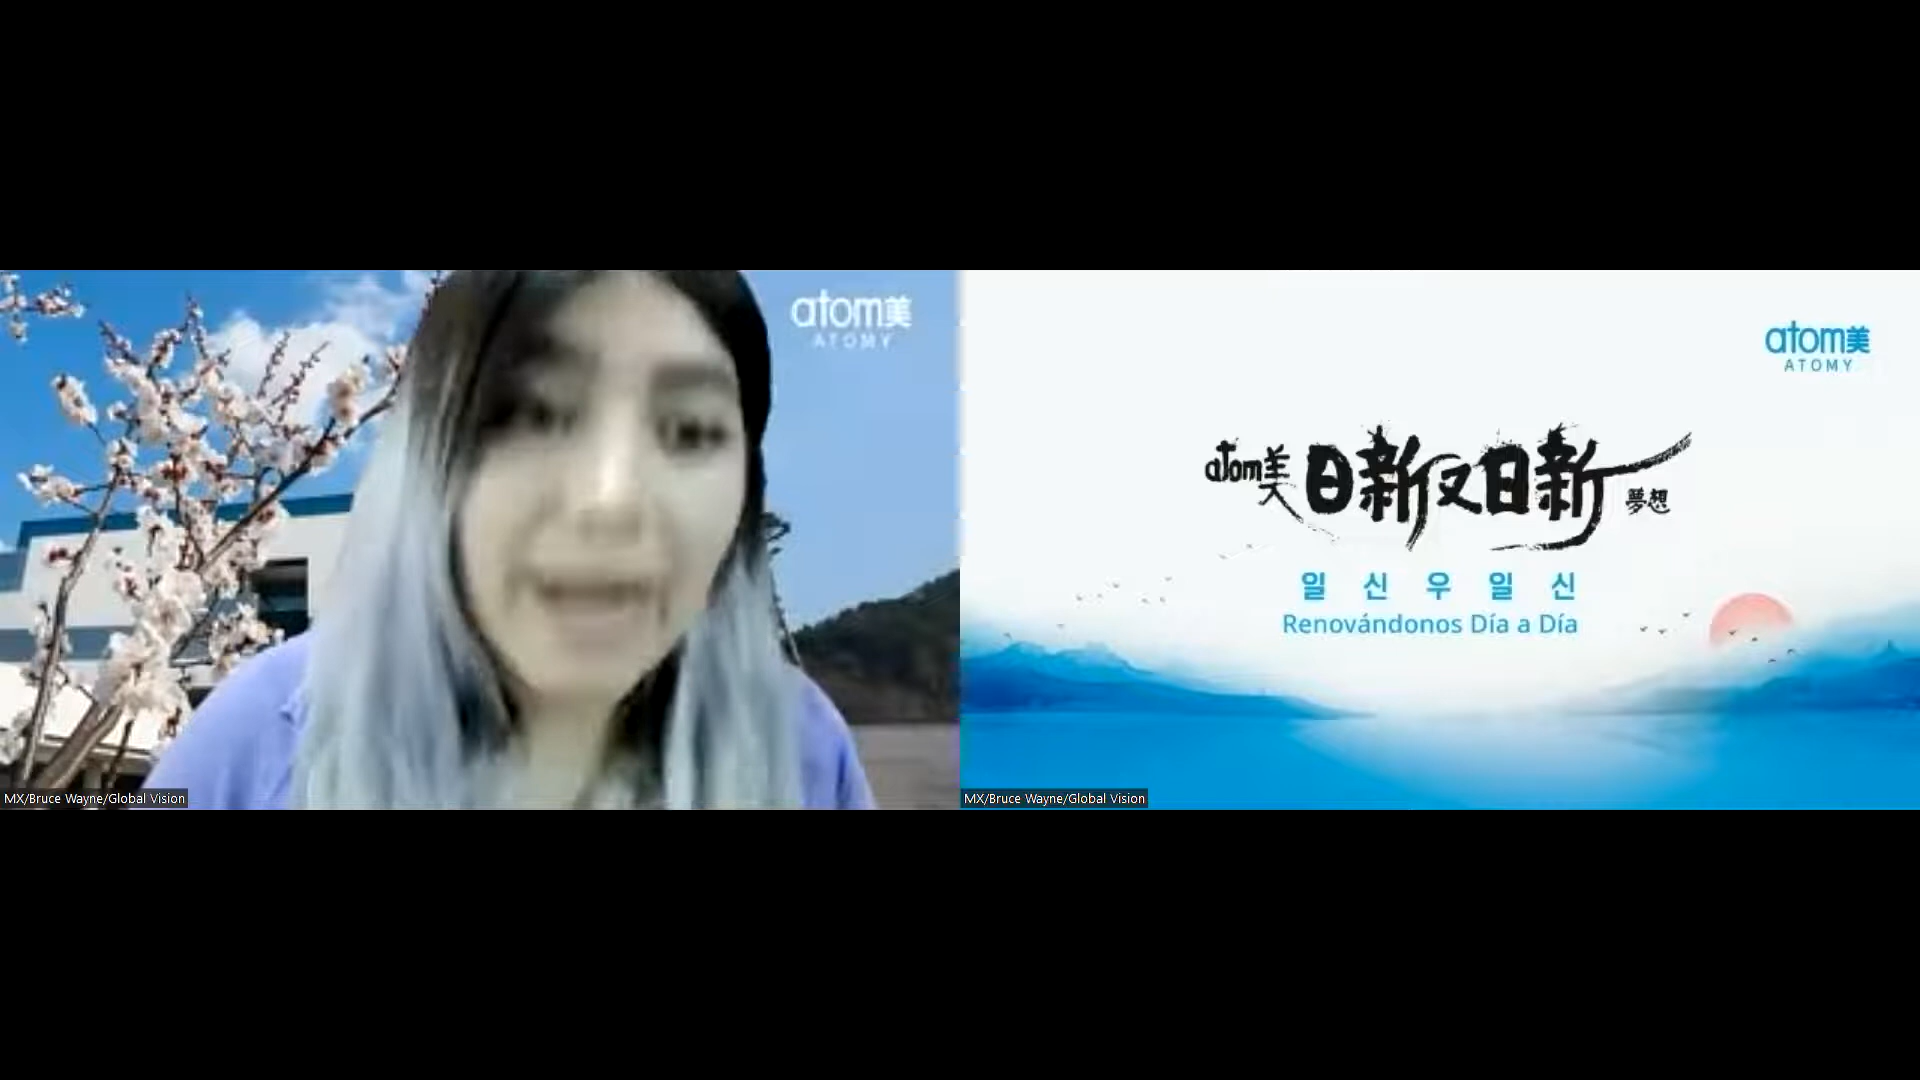 atom美
ATOMY
MX/Bruce Wayne/Global Vision
atom美
ATOMY
atom美 日新又日新 夢想
일 신 우 일 신
Renovándonos Día a Día
MX/Bruce Wayne/Global Vision